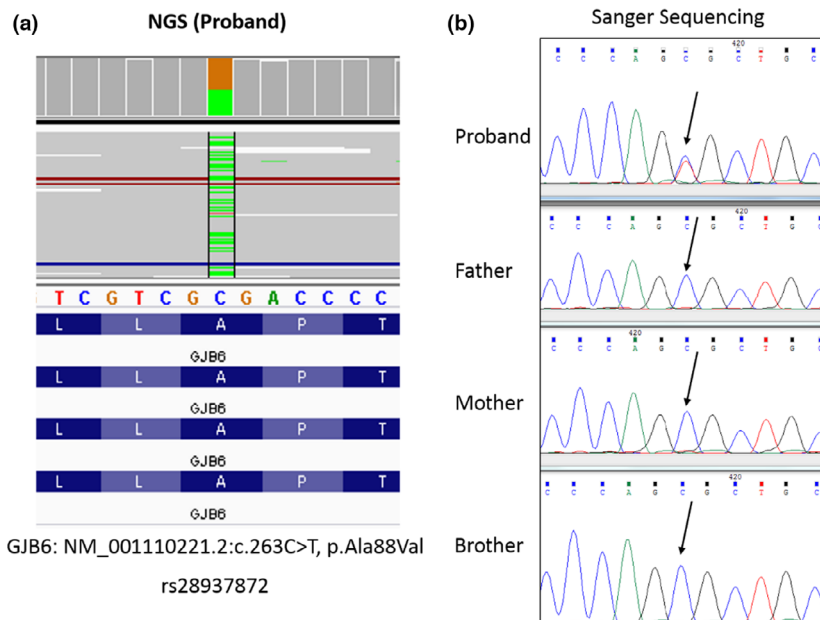 (a)
NGS (Proband)
T C G T C G C G A C C C C
L L A P T
GJB6
L L A P T
GJB6
L L A P T
GJB6
L L A P T
GJB6
GJB6: NM_001110221.2:c.263C>T, p.Ala88Val
rs28937872
(b)
Sanger Sequencing
420
C C C A G C G C T G C
Proband
420
C C C A G C G C T G
Father
420
C C C A G C G C T G
Mother
420
C C C A G C G C T G C
Brother